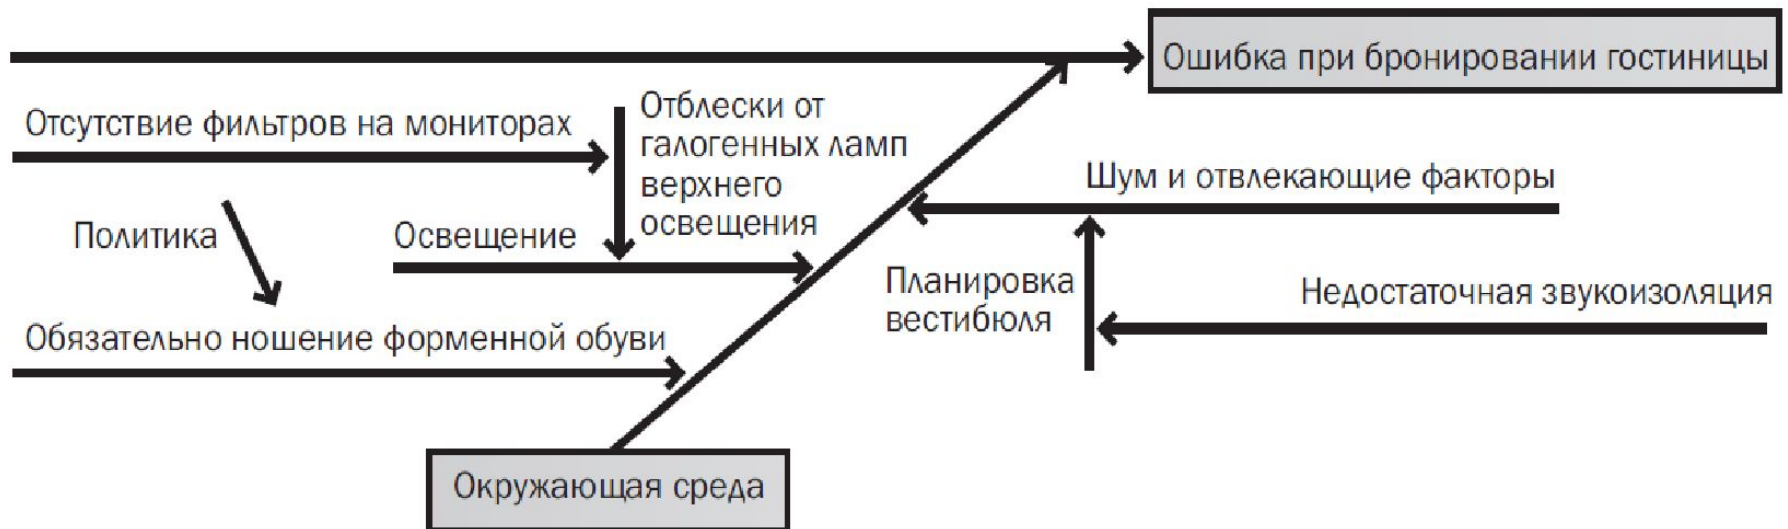 Ошибка при бронировании гостиницы
Отсутствие фильтров на мониторах
Отблески от
галогенных ламп
верхнего
освещения
Шум и отвлекающие факторы
Политика
Освещение
Планировка
вестибюля
Недостаточная звукоизоляция
Обязательно ношение форменной обуви
Окружающая среда